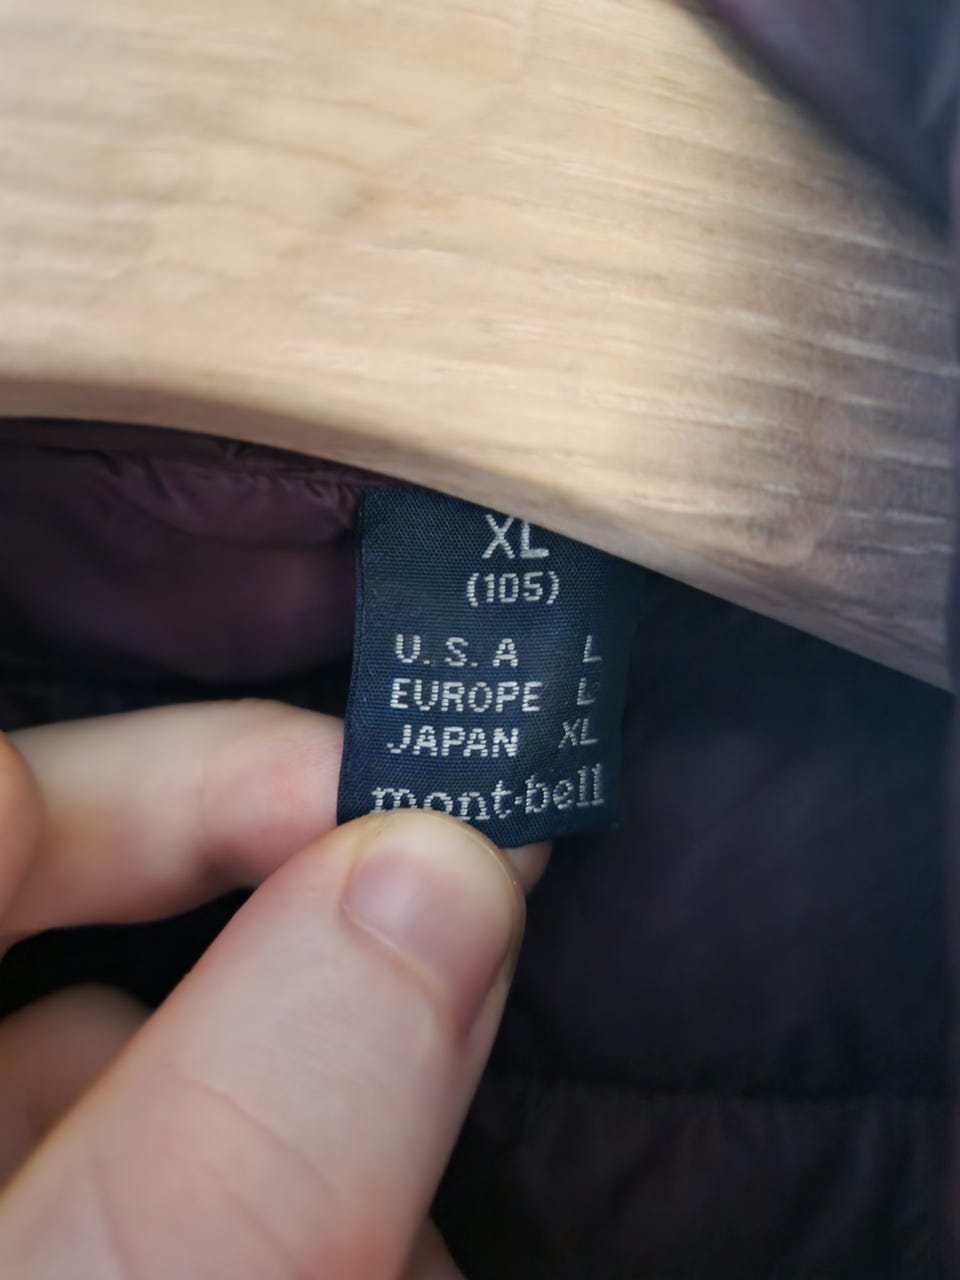 XL
(105)
U.S.A L
EUROPE L
JAPAN XL
mont-bell